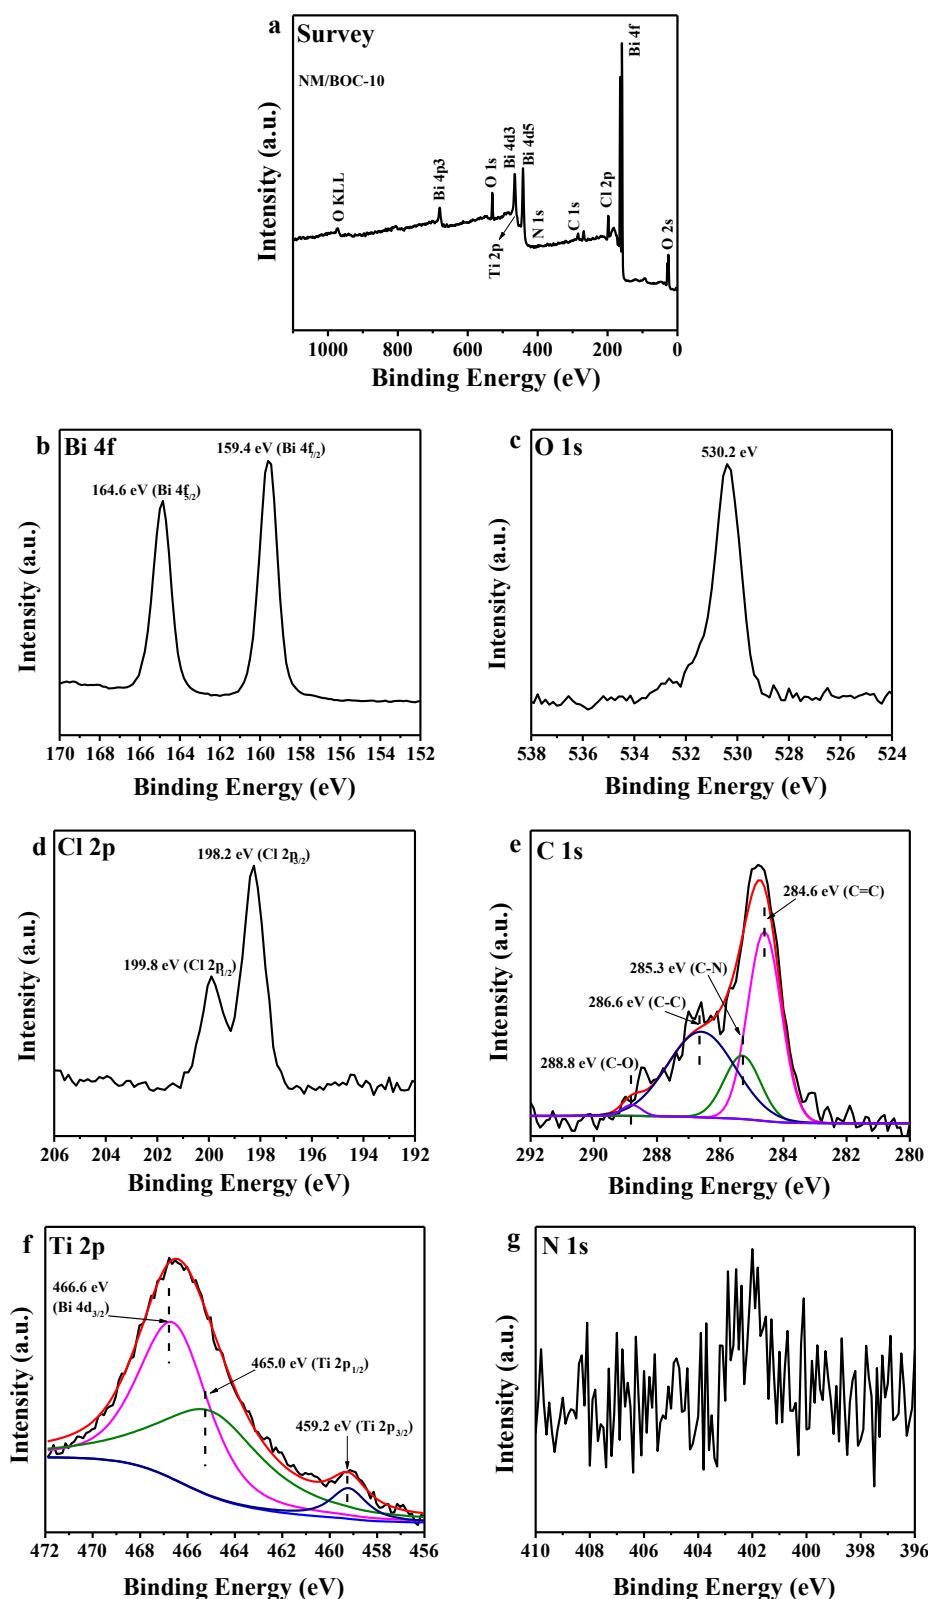 a Survey
NM/BOC-10
O KLL
Bi 4p3
O 1s
Bi 4d3
Bi 4d5
Ti 2p
N 1s
C 1s
Cl 2p
Bi 4f
O 2s
Intensity (a.u.)
1000 800 600 400 200 0
Binding Energy (eV)
b Bi 4f
159.4 eV (Bi 4f7/2)
164.6 eV (Bi 4f5/2)
Intensity (a.u.)
170 168 166 164 162 160 158 156 154 152
Binding Energy (eV)
c O 1s
530.2 eV
Intensity (a.u.)
538 536 534 532 530 528 526 524
Binding Energy (eV)
d Cl 2p
198.2 eV (Cl 2p3/2)
199.8 eV (Cl 2p1/2)
Intensity (a.u.)
206 204 202 200 198 196 194 192
Binding Energy (eV)
e C 1s
284.6 eV (C=C)
285.3 eV (C-N)
286.6 eV (C-C)
288.8 eV (C-O)
Intensity (a.u.)
292 290 288 286 284 282 280
Binding Energy (eV)
f Ti 2p
466.6 eV
(Bi 4d3/2)
465.0 eV (Ti 2p1/2)
459.2 eV (Ti 2p3/2)
Intensity (a.u.)
472 470 468 466 464 462 460 458 456
Binding Energy (eV)
g N 1s
Intensity (a.u.)
410 408 406 404 402 400 398 396
Binding Energy (eV)